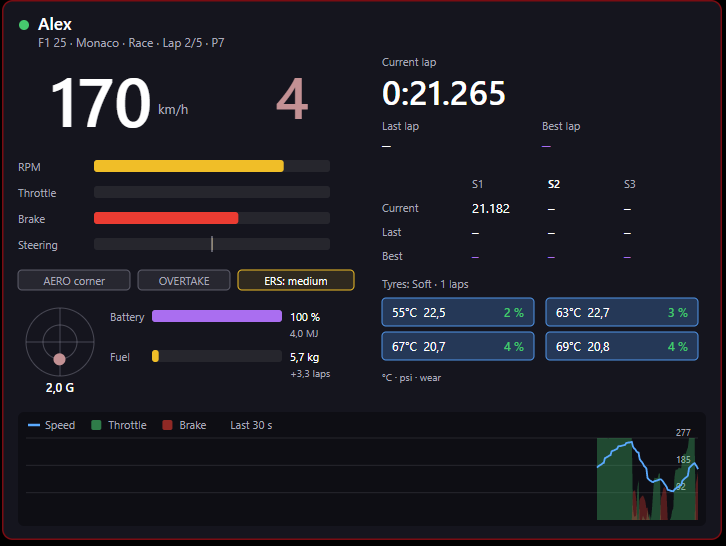 Alex
F1 25 · Monaco · Race · Lap 2/5 · P7
170 km/h 4
RPM
Throttle
Brake
Steering
AERO corner OVERTAKE ERS: medium
Battery 100 %
4,0 MJ
Fuel 5,7 kg
+3,3 laps
2,0 G
Current lap
0:21.265
Last lap Best lap
– –
S1 S2 S3
Current 21.182 – –
Last – – –
Best – – –
Tyres: Soft · 1 laps
55°C 22,5 2 % 63°C 22,7 3 %
67°C 20,7 4 % 69°C 20,8 4 %
°C · psi · wear
Speed Throttle Brake Last 30 s
277
185
92